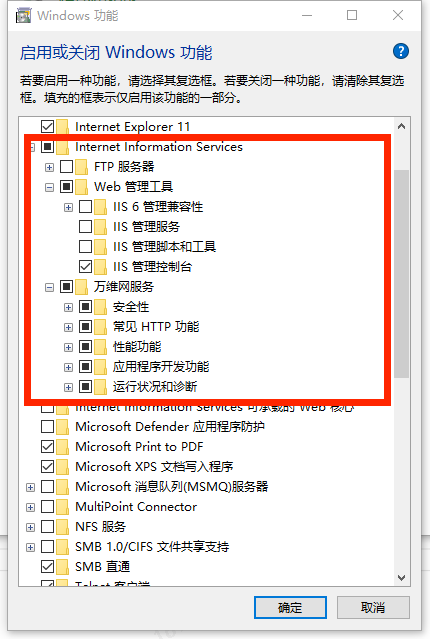 Windows 功能
启用或关闭 Windows 功能
若要启用一种功能，请选择其复选框。若要关闭一种功能，请清除其复选
框。填充的框表示仅启用该功能的一部分。
Internet Explorer 11
Internet Information Services
FTP 服务器
Web 管理工具
IIS 6 管理兼容性
IIS 管理服务
IIS 管理脚本和工具
IIS 管理控制台
万维网服务
安全性
常见 HTTP 功能
性能功能
应用程序开发功能
运行状况和诊断
Internet Information Services 可承载的 Web 核心
Microsoft Defender 应用程序防护
Microsoft Print to PDF
Microsoft XPS 文档写入程序
Microsoft 消息队列(MSMQ)服务器
MultiPoint Connector
NFS 服务
SMB 1.0/CIFS 文件共享支持
SMB 直通
Telnet 客户端
确定
取消